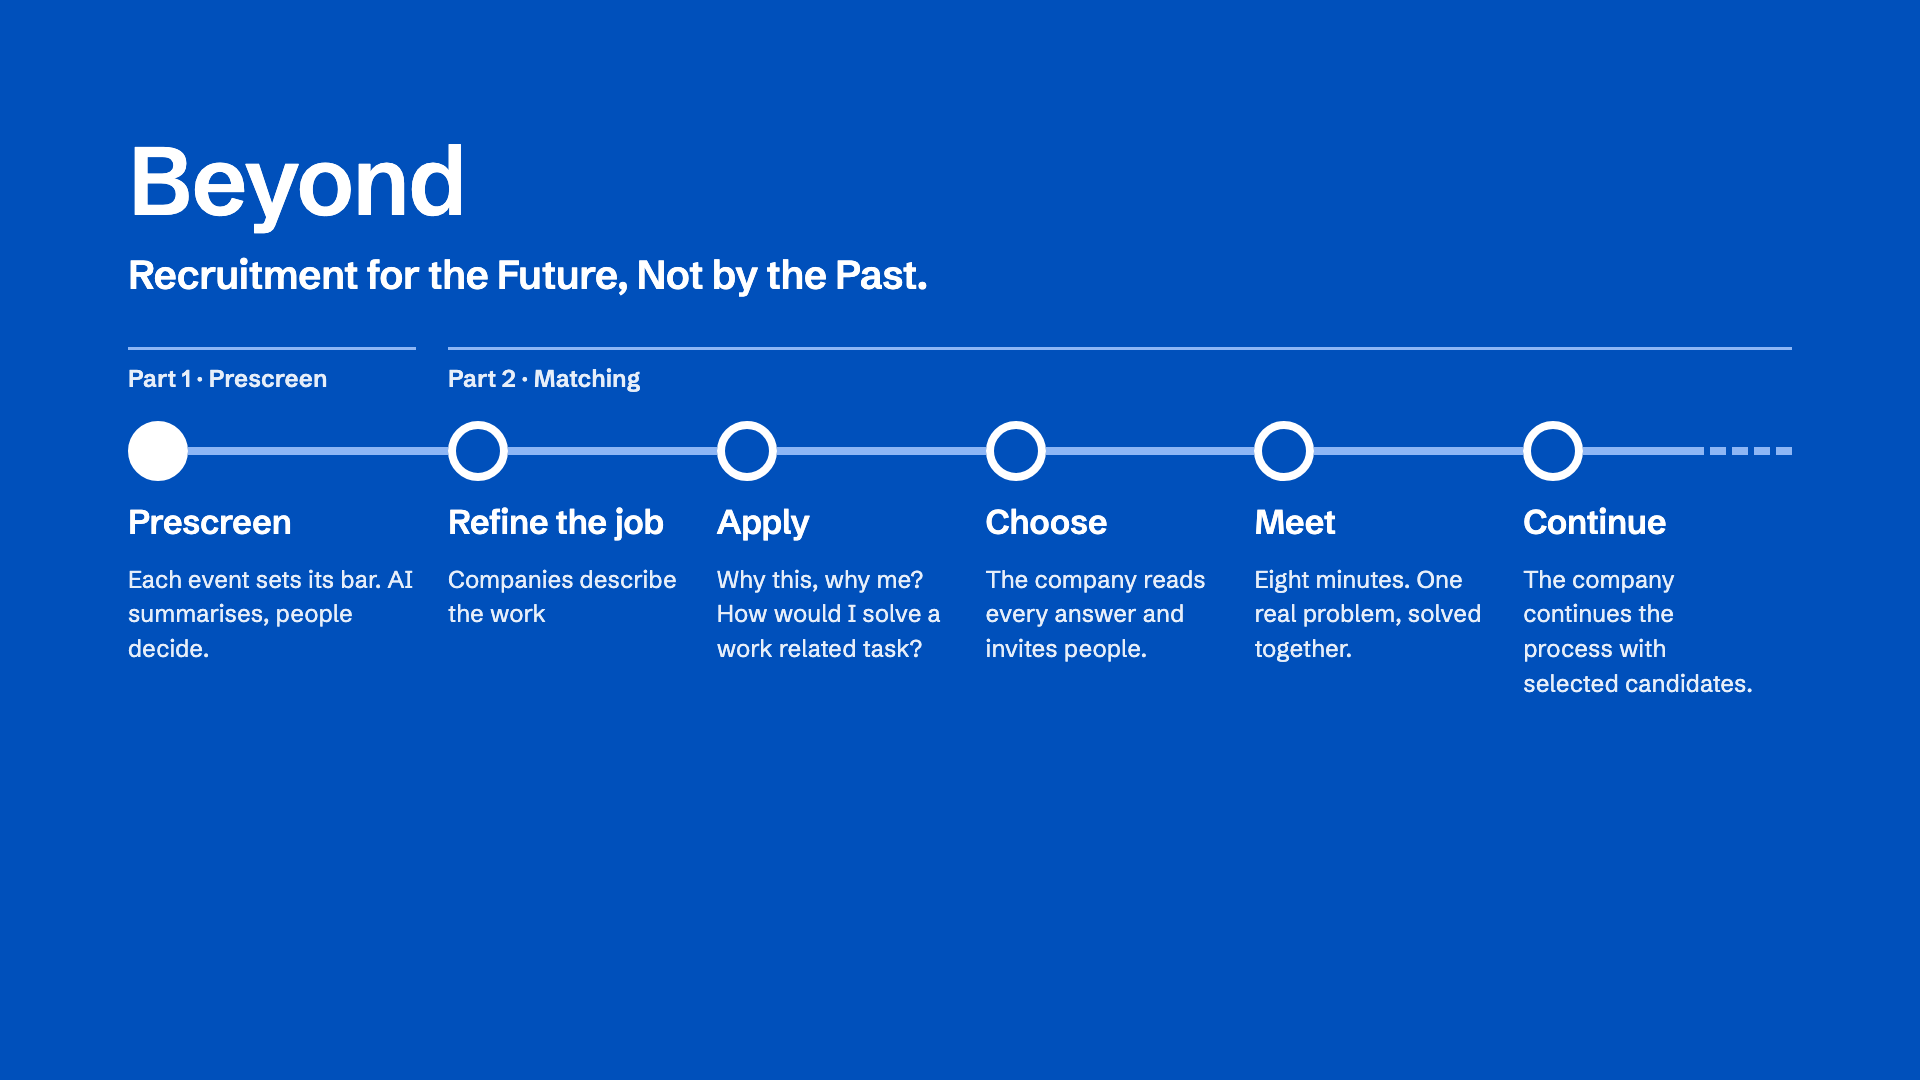 Beyond
Recruitment for the Future, Not by the Past.
Part 1 · Prescreen
Part 2 · Matching
Prescreen
Each event sets its bar. AI
summarises, people
decide.
Refine the job
Companies describe
the work
Apply
Why this, why me?
How would I solve a
work related task?
Choose
The company reads
every answer and
invites people.
Meet
Eight minutes. One
real problem, solved
together.
Continue
The company
continues the
process with
selected candidates.